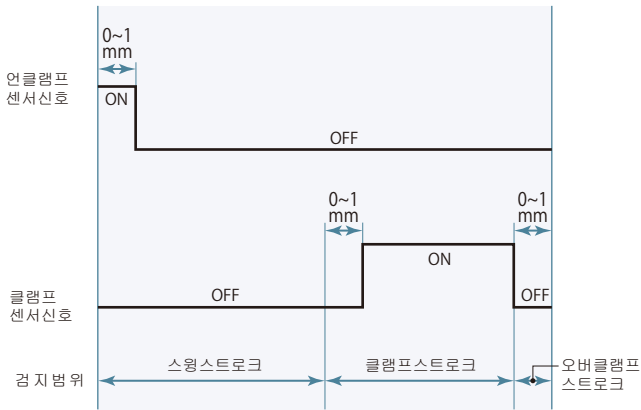 0~1
mm
언클램프
센서신호
ON
OFF
0~1
mm
0~1
mm
ON
클램프
센서신호
OFF
OFF
스윙스트로크
클램프스트로크
오버클램프
스트로크
검지범위